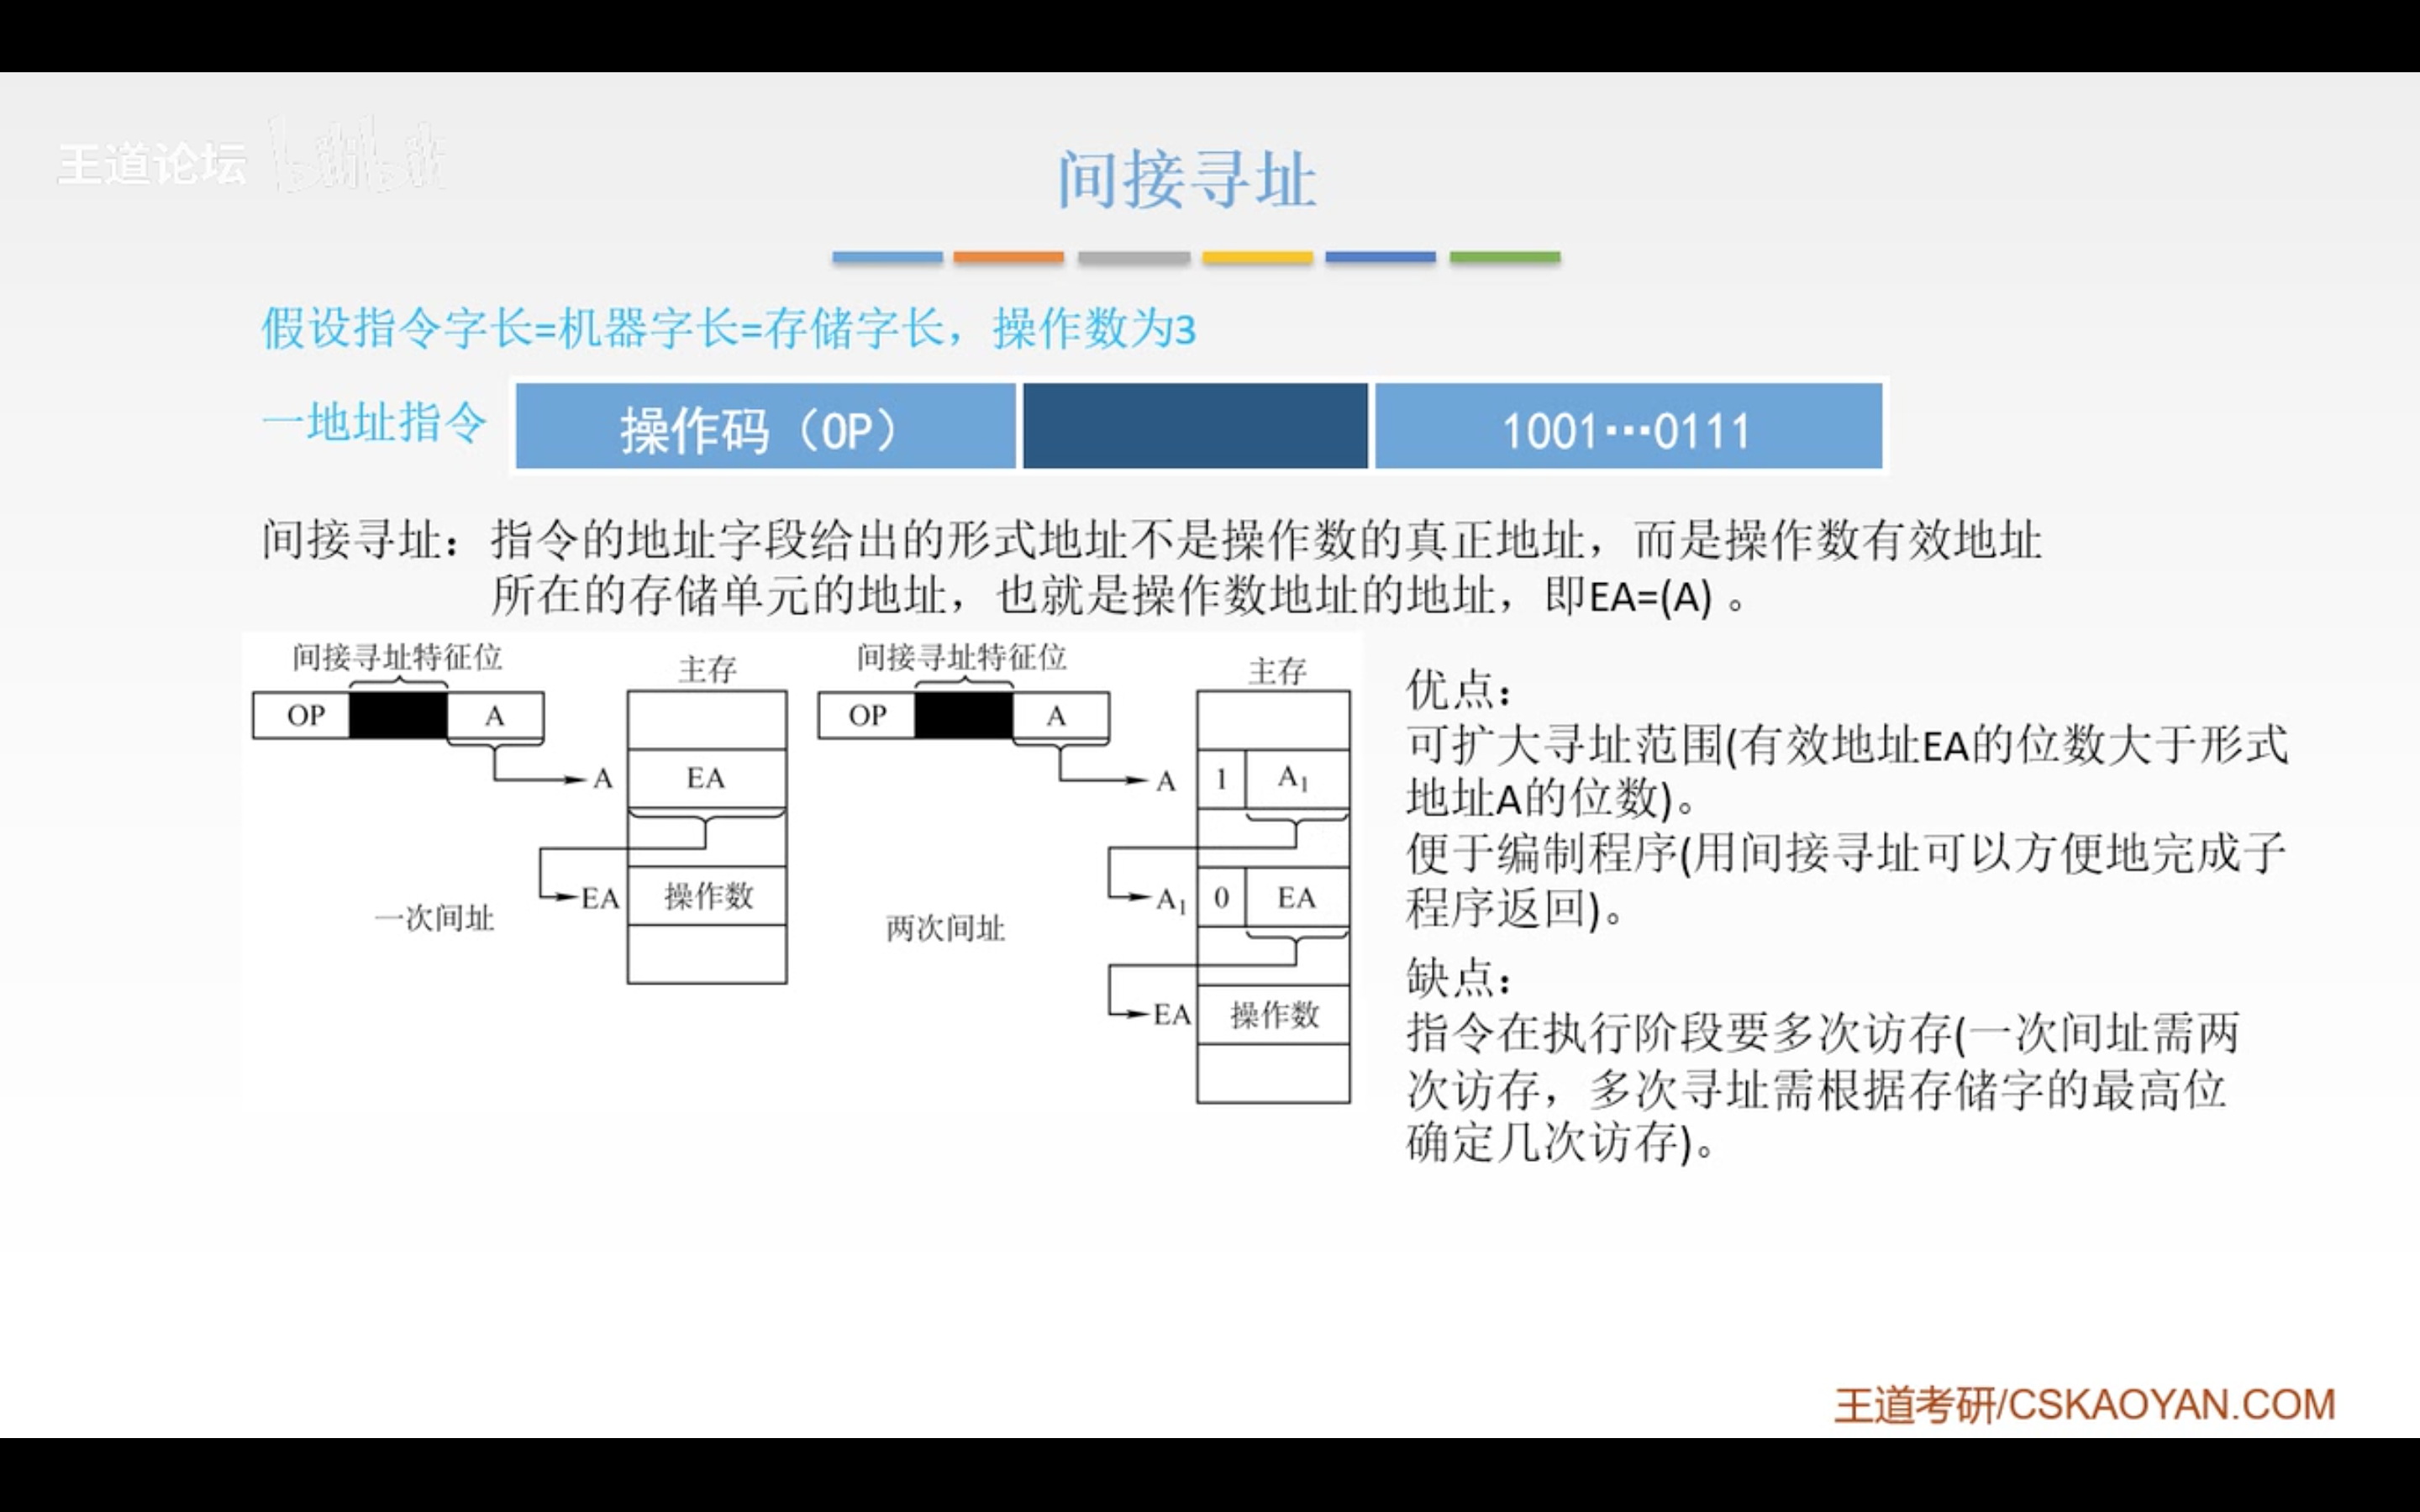 王道论坛 bilibili
间接寻址
假设指令字长=机器字长=存储字长，操作数为3
一地址指令 操作码（OP） 1001…0111
间接寻址：指令的地址字段给出的形式地址不是操作数的真正地址，而是操作数有效地址
所在的存储单元的地址，也就是操作数地址的地址，即EA=(A) 。
间接寻址特征位
主存
OP A
A EA
EA 操作数
一次间址
间接寻址特征位
主存
OP A
A 1 A₁
A₁ 0 EA
两次间址
EA 操作数
优点：
可扩大寻址范围(有效地址EA的位数大于形式
地址A的位数)。
便于编制程序(用间接寻址可以方便地完成子
程序返回)。
缺点：
指令在执行阶段要多次访存(一次间址需两
次访存，多次寻址需根据存储字的最高位
确定几次访存)。
王道考研/CSKAOYAN.COM